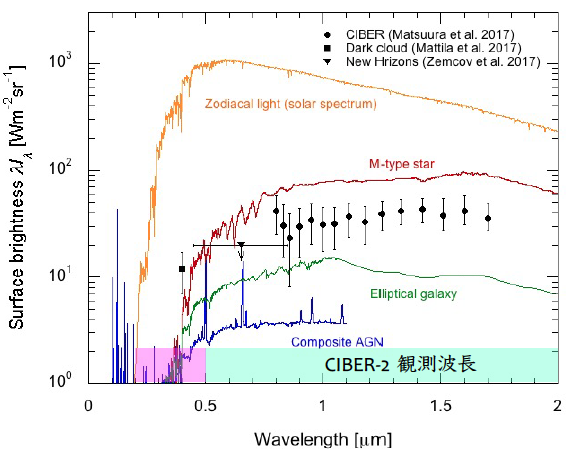 CIBER (Matsuura et al. 2017)
Dark cloud (Mattila et al. 2017)
New Hrizons (Zemcov et al. 2017)
Zodiacal light (solar spectrum)
M-type star
Elliptical galaxy
Composite AGN
CIBER-2 観測波長
Surface brightness λIλ [Wm⁻²sr⁻¹]
10³
10²
10¹
10⁰
0 0.5 1 1.5 2
Wavelength [μm]